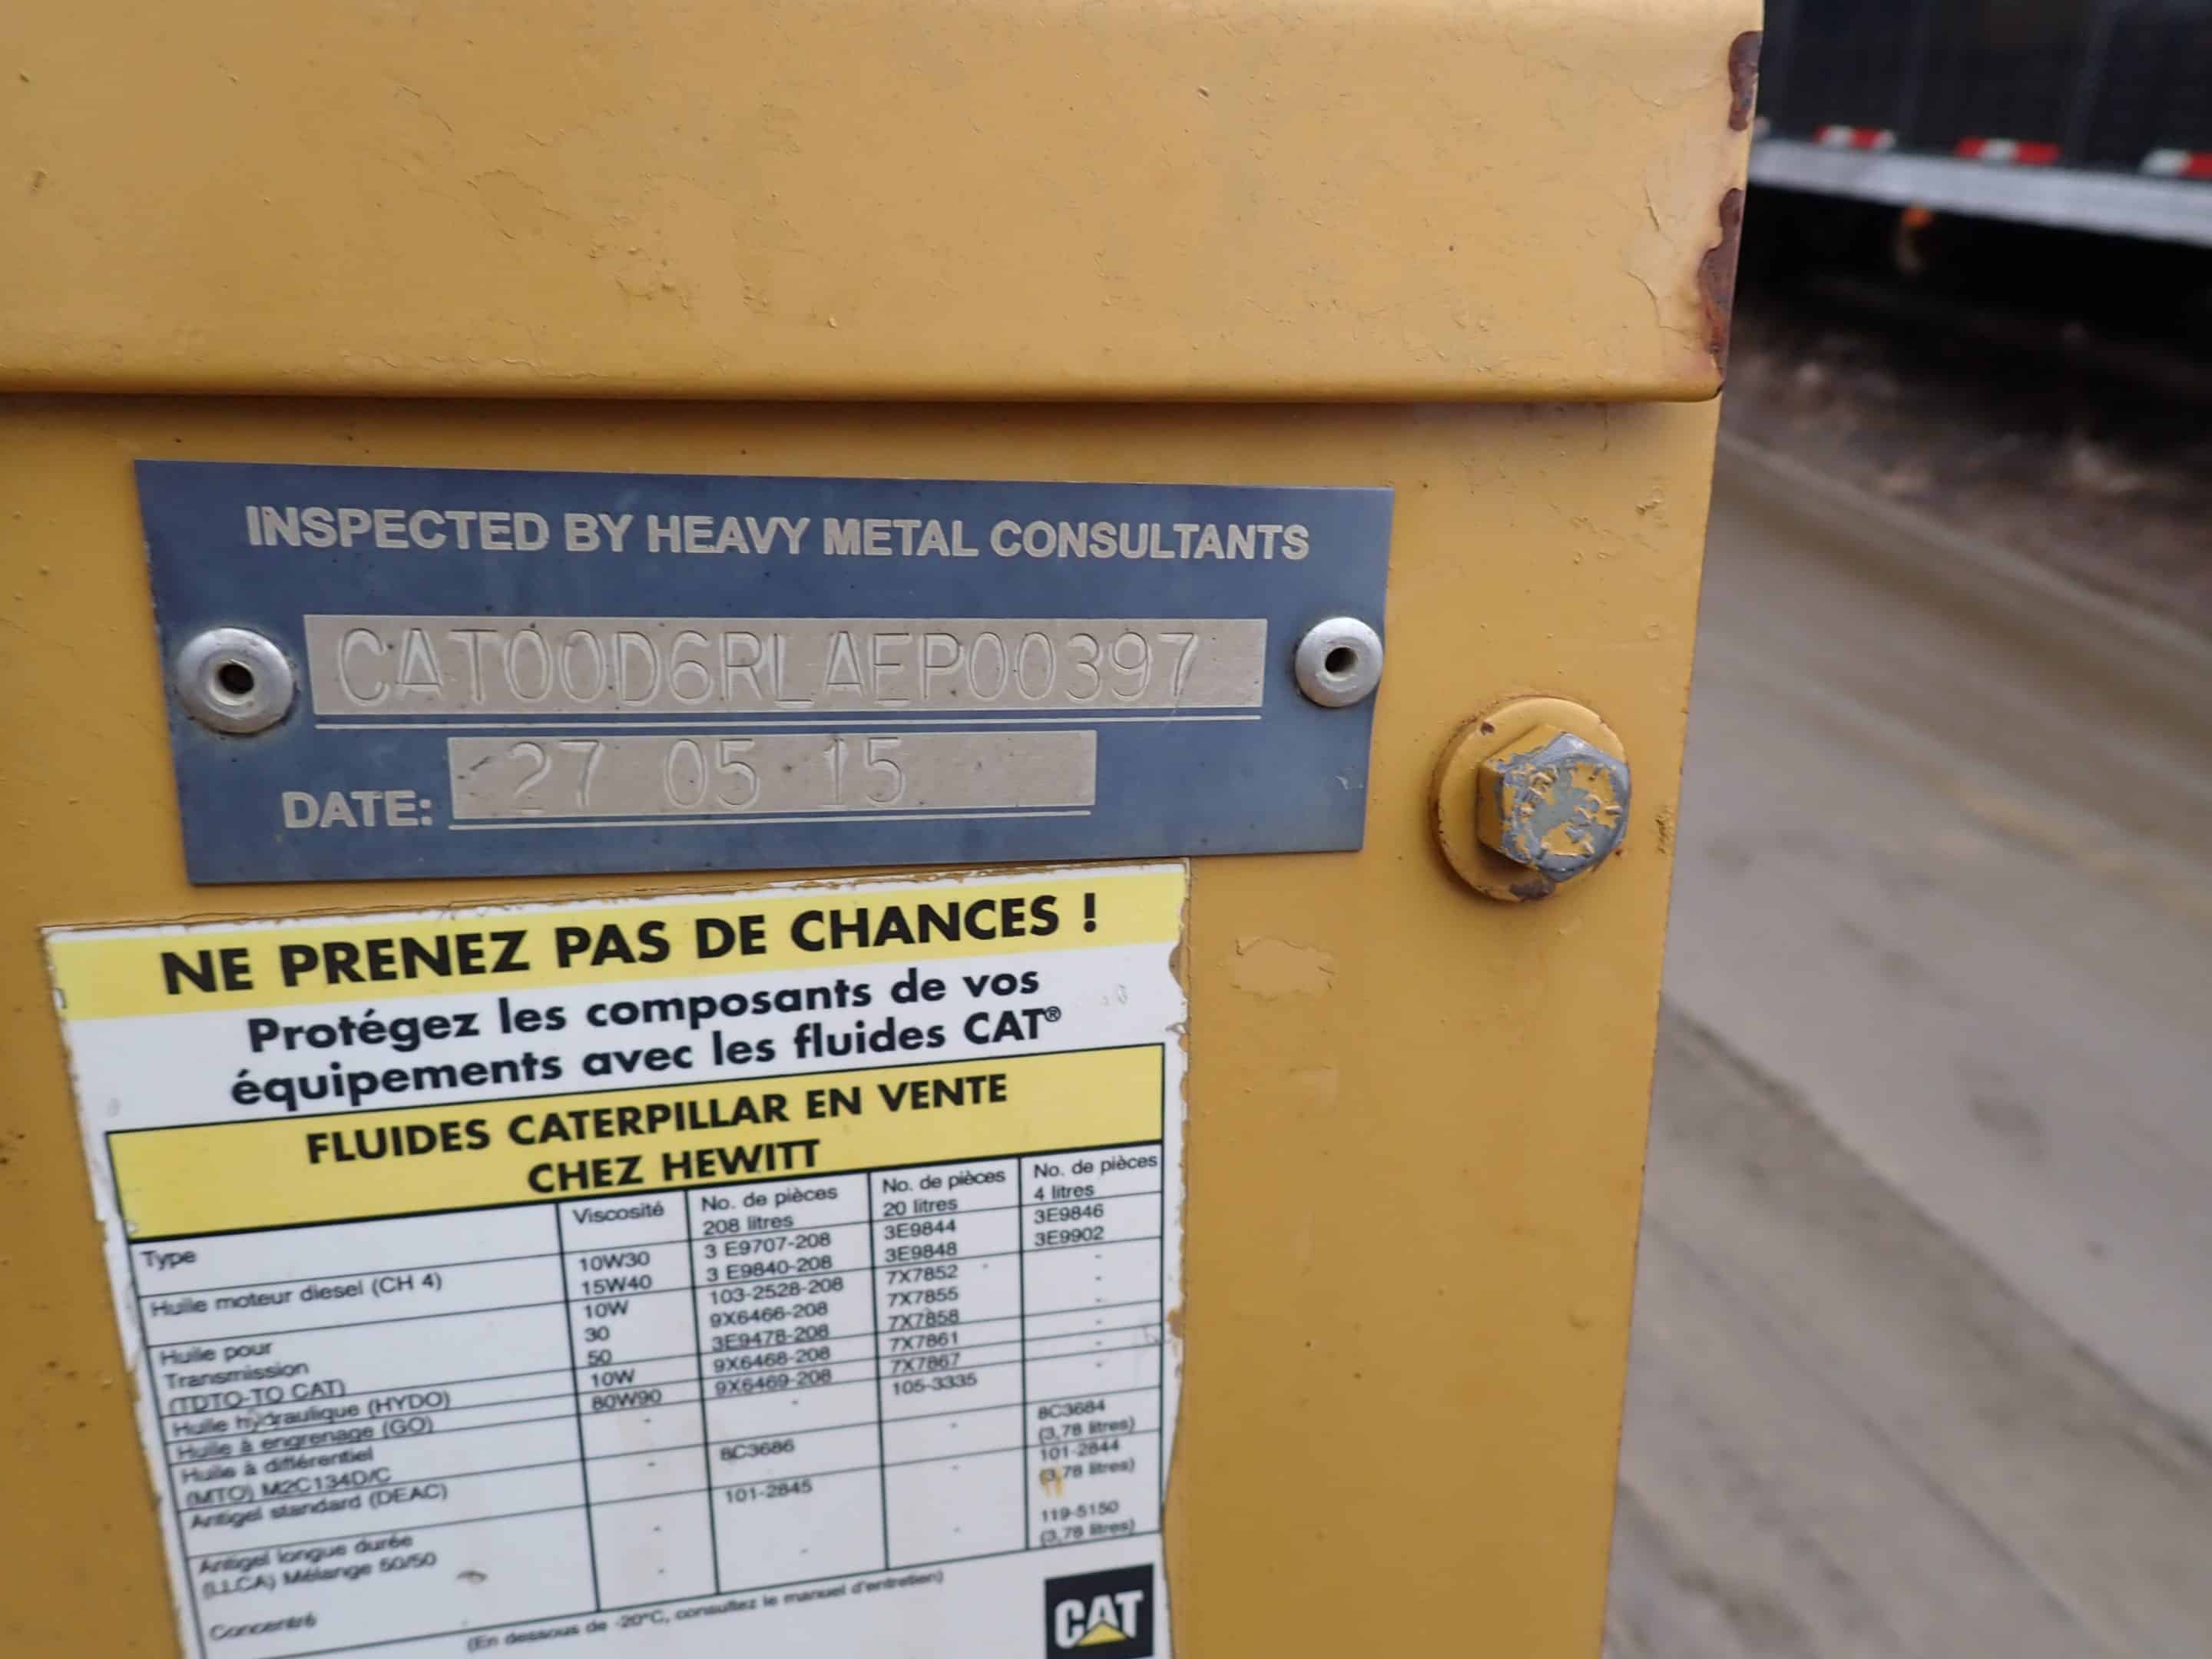 INSPECTED BY HEAVY METAL CONSULTANTS
CAT00D6RLAEP00397
DATE: 27 05 15
NE PRENEZ PAS DE CHANCES !
Protégez les composants de vos
équipements avec les fluides CAT®
FLUIDES CATERPILLAR EN VENTE
CHEZ HEWITT
Type Viscosité No. de pièces 208 litres No. de pièces 20 litres No. de pièces 4 litres
Huile moteur diesel (CH 4) 10W30 3 E9707-208 3E9844 3E9846
15W40 3 E9840-208 3E9848 3E9902
Huile pour 10W 103-2528-208 7X7852 -
Transmission 30 9X6466-208 7X7855 -
(TDTO-TO CAT) 50 3E9478-208 7X7858 -
Huile hydraulique (HYDO) 10W 9X6468-208 7X7861 -
Huile à engrenage (GO) 80W90 9X6469-208 7X7867 -
Huile à différentiel
(MTO) M2C134D/C - - 105-3335
Antigel standard (DEAC) - 8C3686 - 8C3684
(3,78 litres)
Antigel longue durée
(LLCA) Mélange 50/50 - 101-2845 - 101-2844
(3,78 litres)
Concentré - - - 119-5150
(3,78 litres)
(En dessous de -20°C, consultez le manuel d'entretien)
CAT